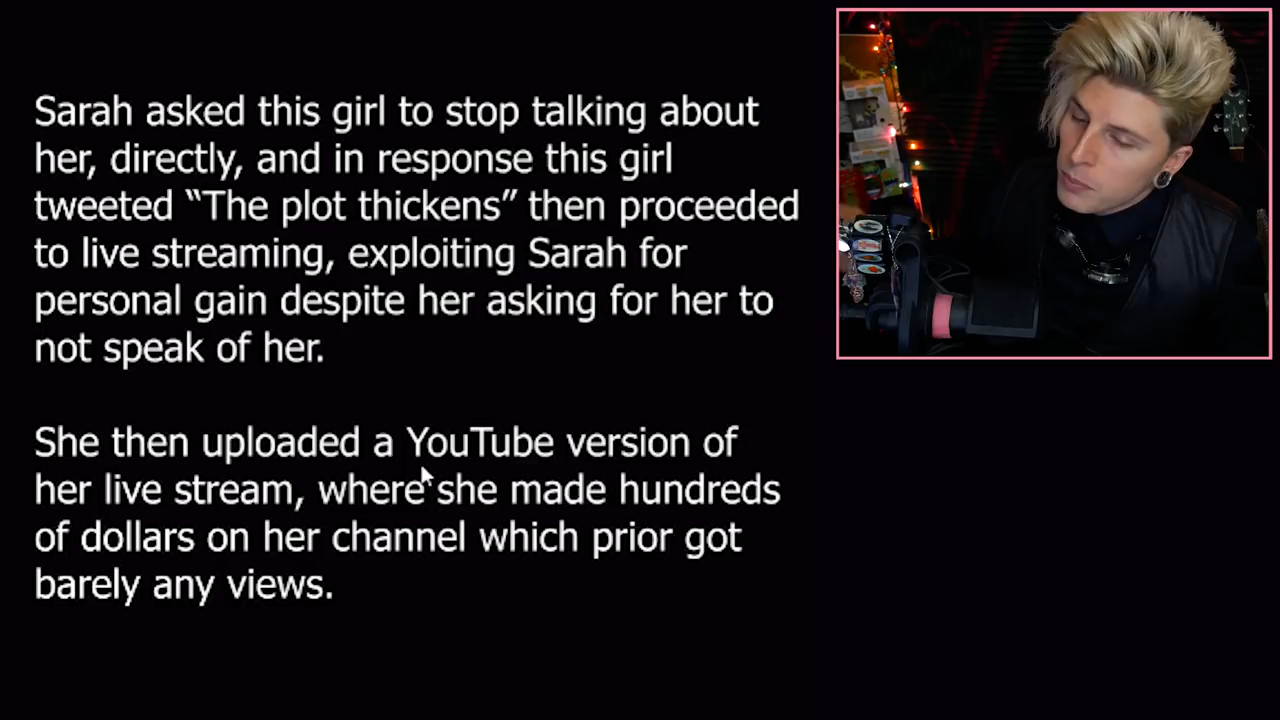 Sarah asked this girl to stop talking about
her, directly, and in response this girl
tweeted “The plot thickens” then proceeded
to live streaming, exploiting Sarah for
personal gain despite her asking for her to
not speak of her.
She then uploaded a YouTube version of
her live stream, where she made hundreds
of dollars on her channel which prior got
barely any views.